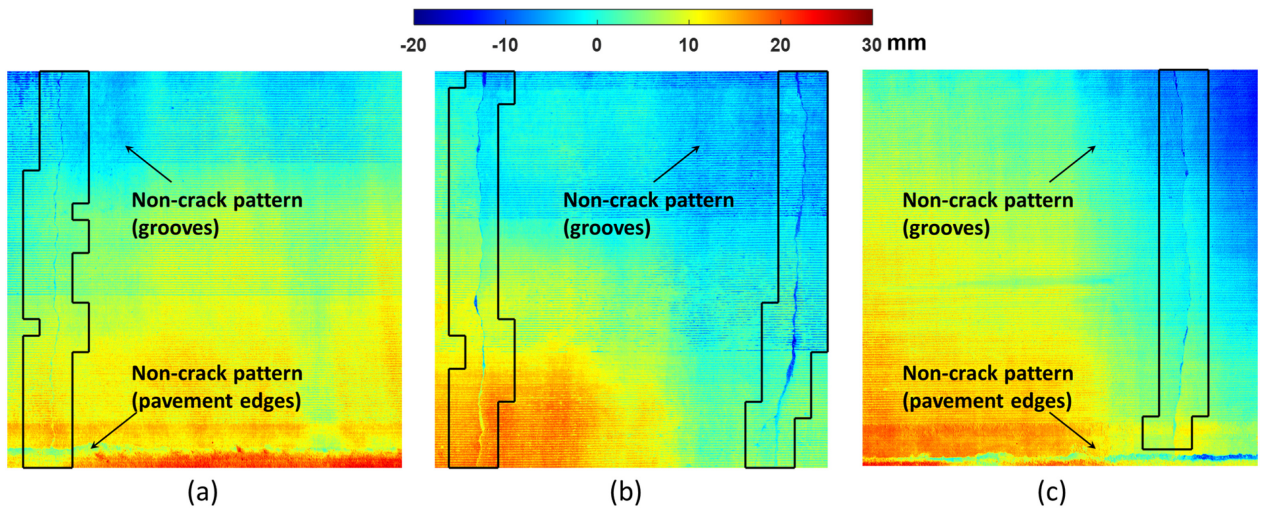 -20 -10 0 10 20 30 mm
Non-crack pattern
(grooves)
Non-crack pattern
(pavement edges)
Non-crack pattern
(grooves)
Non-crack pattern
(grooves)
Non-crack pattern
(pavement edges)
(a) (b) (c)